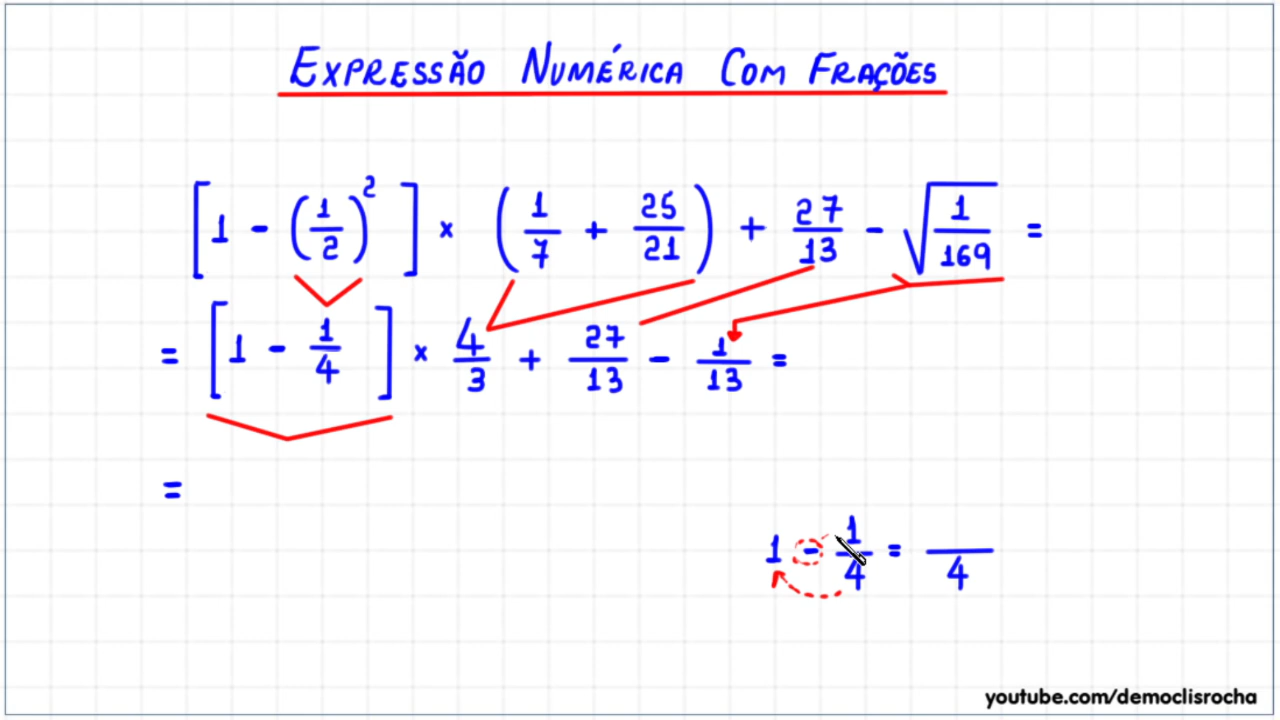 EXPRESSÃO NUMÉRICA COM FRAÇÕES
[1 - (1/2)²] × (1/7 + 25/21) + 27/13 - √(1/169) =
= [1 - 1/4] × 4/3 + 27/13 - 1/13 =
=
1 - 1/4 = /4
youtube.com/democlisrocha